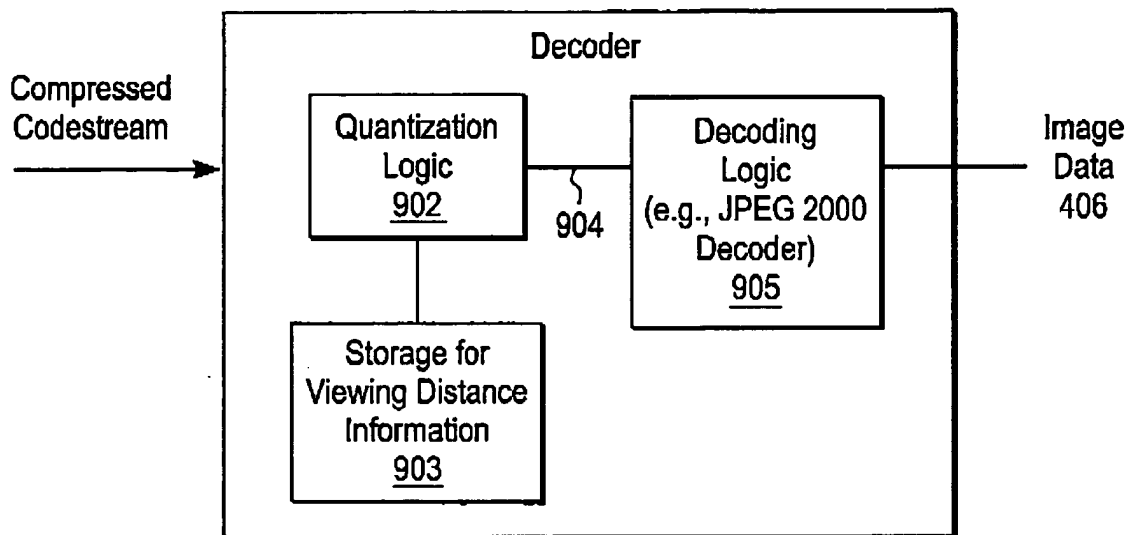 Decoder
Compressed
Codestream
Quantization
Logic
902
904
Decoding
Logic
(e.g., JPEG 2000
Decoder)
905
Image
Data
406
Storage for
Viewing Distance
Information
903